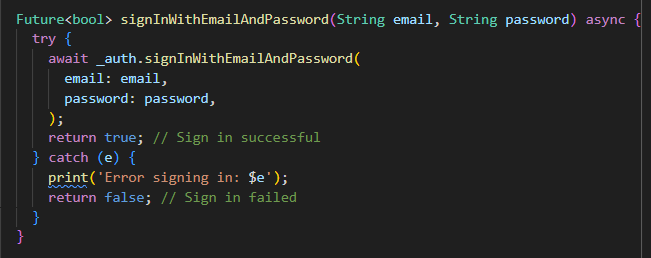 Future<bool> signInWithEmailAndPassword(String email, String password) async {
  try {
    await _auth.signInWithEmailAndPassword(
      email: email,
      password: password,
    );
    return true; // Sign in successful
  } catch (e) {
    print('Error signing in: $e');
    return false; // Sign in failed
  }
}